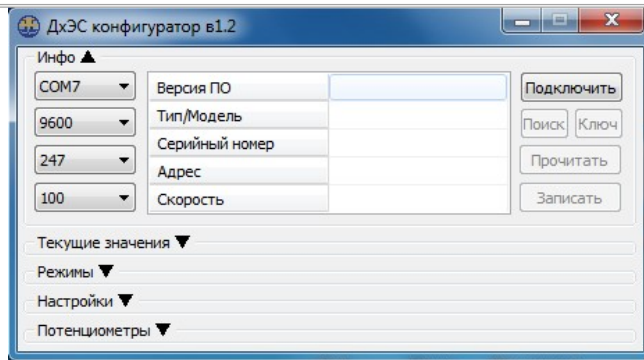 ДхЭС конфигуратор в1.2
Инфо ▲
COM7 Версия ПО Подключить
9600 Тип/Модель Поиск Ключ
Серийный номер
247 Адрес Прочитать
100 Скорость Записать
Текущие значения ▼
Режимы ▼
Настройки ▼
Потенциометры ▼